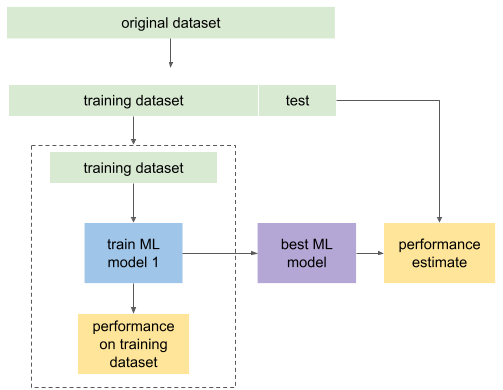 original dataset
training dataset
test
training dataset
train ML
model 1
best ML
model
performance
estimate
performance
on training
dataset